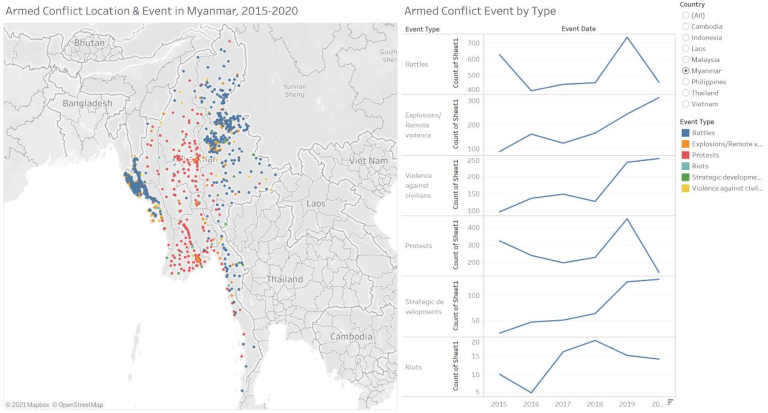 Armed Conflict Location & Event in Myanmar, 2015-2020
Bhutan
Bangladesh
Yunnan
Sheng
Viet Nam
Laos
Thailand
Cambodia
© 2021 Mapbox © OpenStreetMap
Armed Conflict Event by Type
Event Type
Event Date
Battles
Count of Sheet1
700
600
500
400
Explosions/
Remote
violence
Count of Sheet1
300
200
100
Violence
against
civilians
Count of Sheet1
250
200
150
100
Protests
Count of Sheet1
400
300
200
Strategic de
velopments
Count of Sheet1
100
50
Riots
Count of Sheet1
20
15
10
5
2015
2016
2017
2018
2019
20..
Country
(All)
Cambodia
Indonesia
Laos
Malaysia
Myanmar
Philippines
Thailand
Vietnam
Event Type
Battles
Explosions/Remote v...
Protests
Riots
Strategic developme...
Violence against civil...